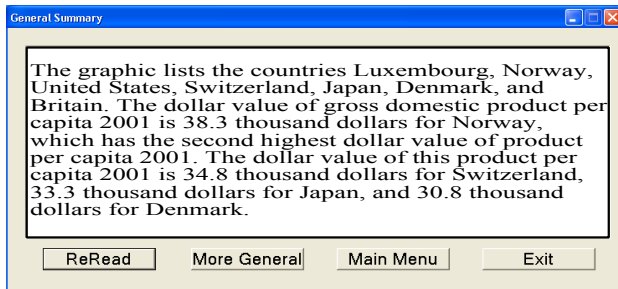 General Summary
The graphic lists the countries Luxembourg, Norway,
United States, Switzerland, Japan, Denmark, and
Britain. The dollar value of gross domestic product per
capita 2001 is 38.3 thousand dollars for Norway,
which has the second highest dollar value of product
per capita 2001. The dollar value of this product per
capita 2001 is 34.8 thousand dollars for Switzerland,
33.3 thousand dollars for Japan, and 30.8 thousand
dollars for Denmark.
ReRead More General Main Menu Exit